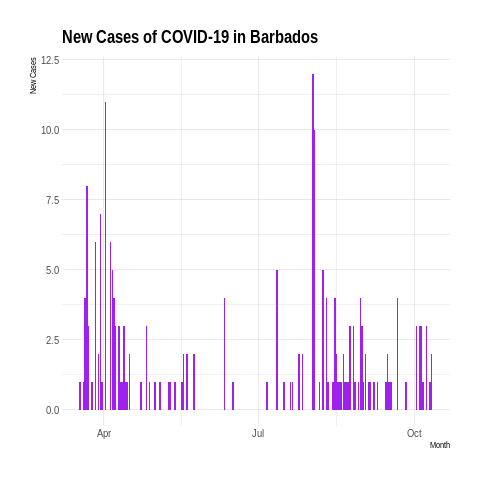 New Cases of COVID-19 in Barbados
New Cases
12.5
10.0
7.5
5.0
2.5
0.0
Apr
Jul
Oct
Month